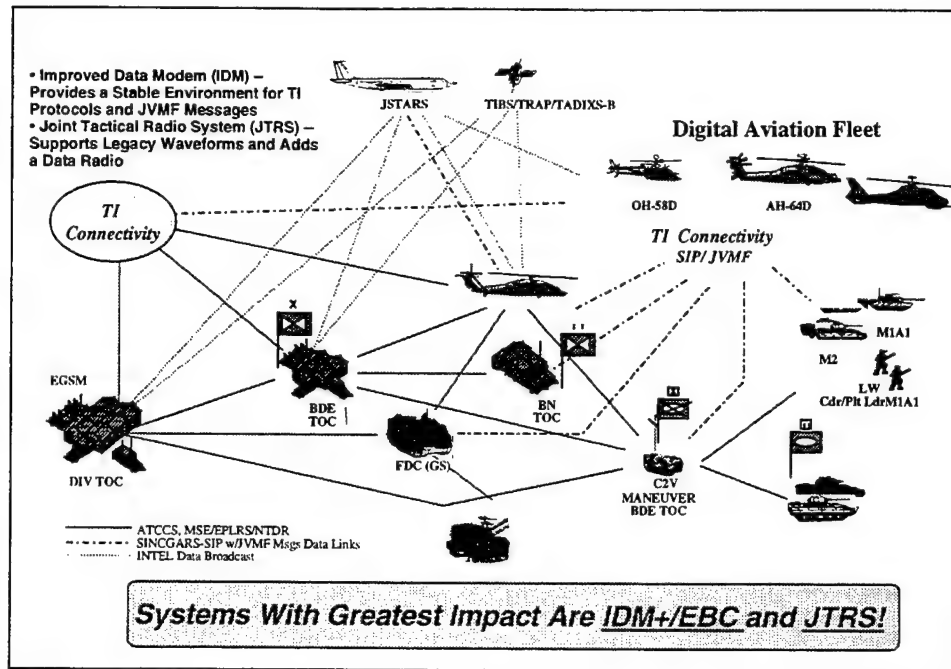 • Improved Data Modem (IDM) –
Provides a Stable Environment for TI
Protocols and JVMF Messages
• Joint Tactical Radio System (JTRS) –
Supports Legacy Waveforms and Adds
a Data Radio
JSTARS
TIBS/TRAP/TADIXS-B
Digital Aviation Fleet
OH-58D
AH-64D
TI
Connectivity
TI Connectivity
SIP/ JVMF
X
I I
M1A1
M2
LW
Cdr/Plt LdrM1A1
EGSM
BDE
TOC
BN
TOC
FDC (GS)
DIV TOC
C2V
MANEUVER
BDE TOC
ATCCS, MSE/EPLRS/NTDR
SINCGARS-SIP w/JVMF Msgs Data Links
INTEL Data Broadcast
Systems With Greatest Impact Are IDM+/EBC and JTRS!